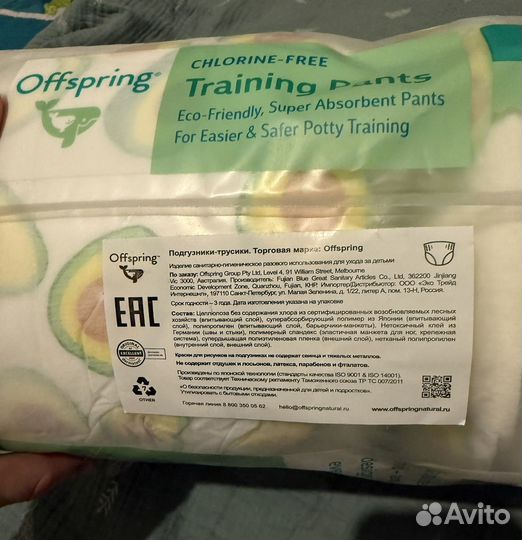 Offspring®
CHLORINE-FREE
Training Pants
Eco-Friendly, Super Absorbent Pants
For Easier & Safer Potty Training
Offspring
Подгузники-трусики. Торговая марка: Offspring
Изделие санитарно-гигиеническое разового использования для ухода за детьми
По заказу: Offspring Group Pty Ltd, Level 4, 91 William Street, Melbourne
Vic 3000, Австралия. Производитель: Fujian Blue Great Sanitary Articles Co., Ltd, 362200 Jinjiang
Economic Development Zone, Quanzhou, Fujian, КНР. Импортер/Дистрибьютор: ООО «Эко Трейд
Интернешнл», 197110 Санкт-Петербург, ул. Малая Зеленина, д. 1/22, литер А, пом. 13-Н, Россия.
Срок годности – 3 года. Дата изготовления указана на упаковке
EAC
Состав: Целлюлоза без содержания хлора из сертифицированных возобновляемых лесных
хозяйств (впитывающий слой), суперабсорбирующий полимер из Японии (впитывающий
слой), полипропилен (впитывающий слой, барьерчики-манжеты). Нетоксичный клей из
Германии (швы и стыки), полимерный спандекс (эластичная манжета для ног, крепежная
система), супердышащая полиэтиленовая пленка (внешний слой), нетканый полипропилен
(внутренний слой, внешний слой).
Краски для рисунков на подгузниках не содержат свинца и тяжелых металлов.
Не содержит отдушек и лосьонов, латекса, парабенов и фталатов.
EXCELLENT
Произведены по японской технологии (стандарты качества ISO 9001 & ISO 14001).
Товар соответствует Техническому регламенту Таможенного союза ТР ТС 007/2011
«О безопасности продукции, предназначенной для детей и подростков».
*Утилизировать с бытовыми отходами.
7
OTHER
Горячая линия 8 800 350 05 62
hello@offspringnatural.ru
www.offspringnatural.ru
Avito